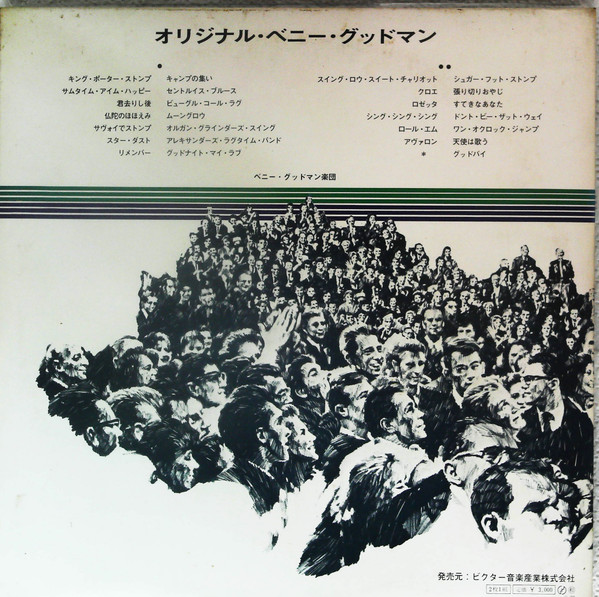 オリジナル・ベニー・グッドマン
●
キング・ポーター・ストンプ
サムタイム・アイム・ハッピー
君去りし後
仏陀のほほえみ
サヴォイでストンプ
スター・ダスト
リメンバー
キャンプの集い
セントルイス・ブルース
ビューグル・コール・ラグ
ムーングロウ
オルガン・グラインダーズ・スイング
アレキサンダーズ・ラグタイム・バンド
グッドナイト・マイ・ラブ
●●
スイング・ロウ・スイート・チャリオット
クロエ
ロゼッタ
シング・シング・シング
ロール・エム
アヴァロン
*
シュガー・フット・ストンプ
張り切りおやじ
すてきなあなた
ドント・ビー・ザット・ウェイ
ワン・オクロック・ジャンプ
天使は歌う
グッドバイ
ベニー・グッドマン楽団
発売元：ビクター音楽産業株式会社
2枚1組 定価 ¥ 3,000